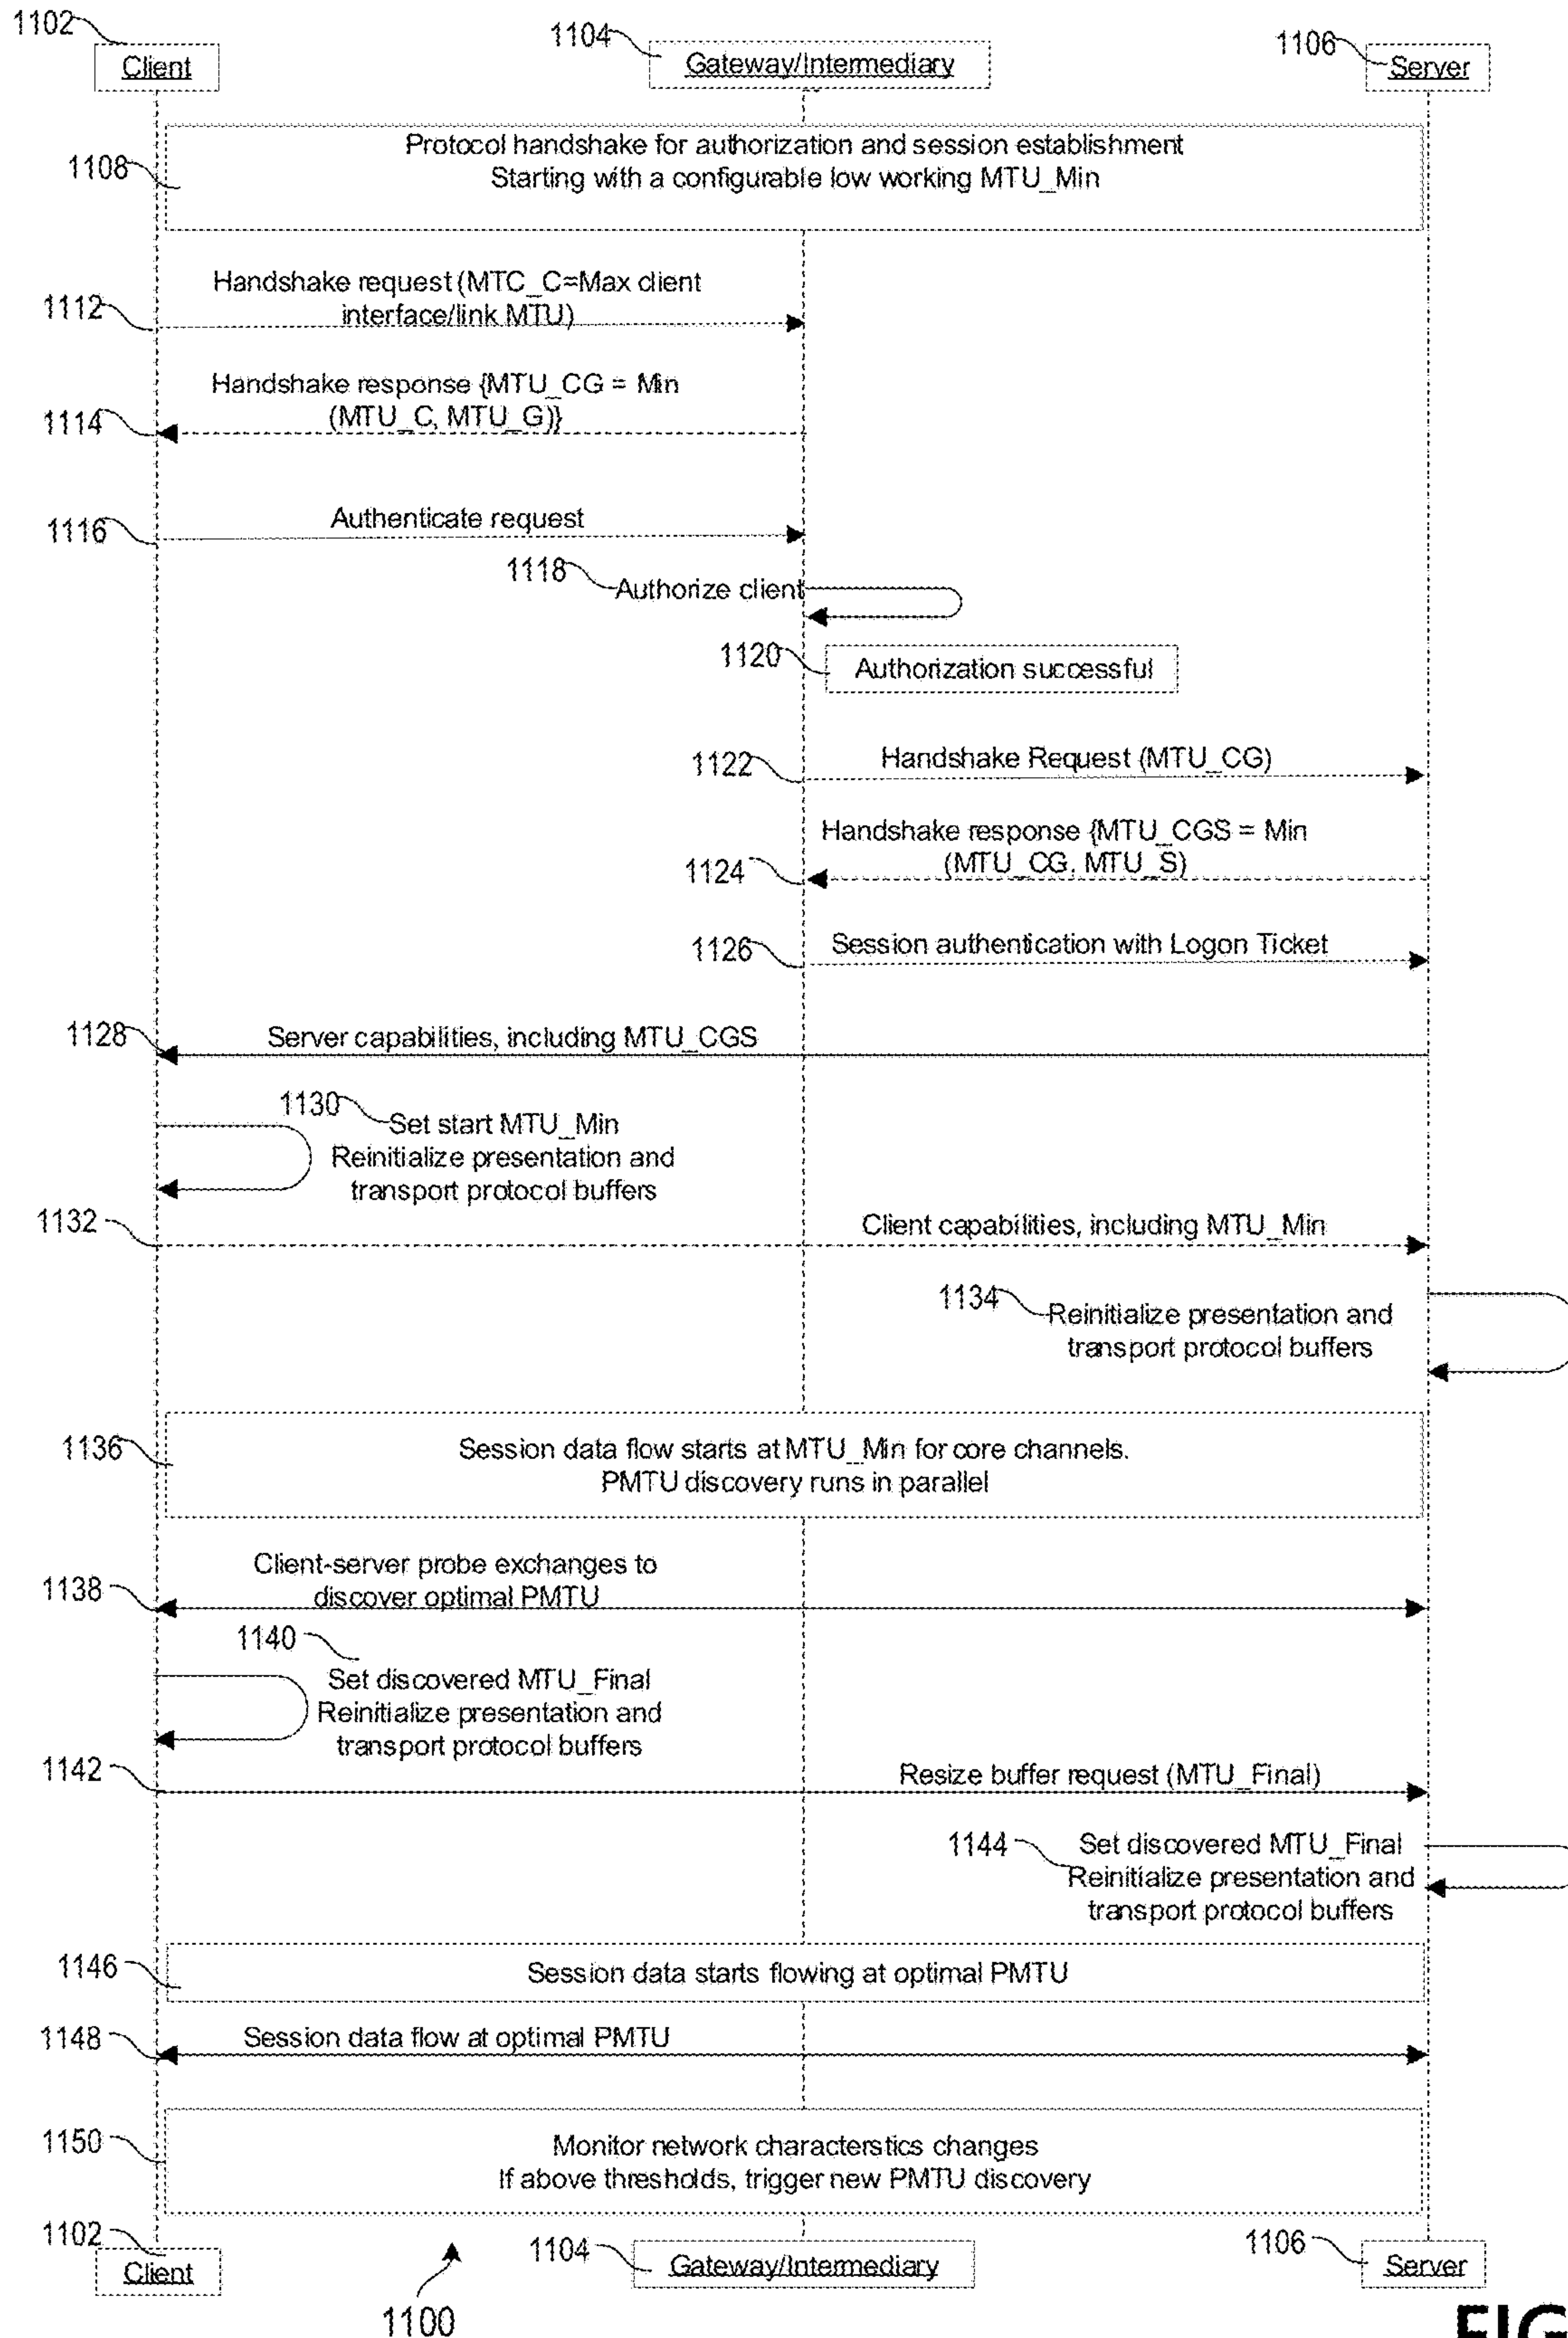 1102
Client
1104
Gateway/Intermediary
1106
Server
1108
Protocol handshake for authorization and session establishment
Starting with a configurable low working MTU_Min
1112
Handshake request (MTC_C=Max client
interface/link MTU)
1114
Handshake response {MTU_CG = Min
(MTU_C, MTU_G)}
1116
Authenticate request
1118
Authorize client
1120
Authorization successful
1122
Handshake Request (MTU_CG)
1124
Handshake response {MTU_CGS = Min
(MTU_CG, MTU_S)
1126
Session authentication with Logon Ticket
1128
Server capabilities, including MTU_CGS
1130
Set start MTU_Min
Reinitialize presentation and
transport protocol buffers
1132
Client capabilities, including MTU_Min
1134
Reinitialize presentation and
transport protocol buffers
1136
Session data flow starts at MTU_Min for core channels.
PMTU discovery runs in parallel
1138
Client-server probe exchanges to
discover optimal PMTU
1140
Set discovered MTU_Final
Reinitialize presentation and
transport protocol buffers
1142
Resize buffer request (MTU_Final)
1144
Set discovered MTU_Final
Reinitialize presentation and
transport protocol buffers
1146
Session data starts flowing at optimal PMTU
1148
Session data flow at optimal PMTU
1150
Monitor network characterstics changes
If above thresholds, trigger new PMTU discovery
1102
Client
1104
Gateway/Intermediary
1106
Server
1100
FIG